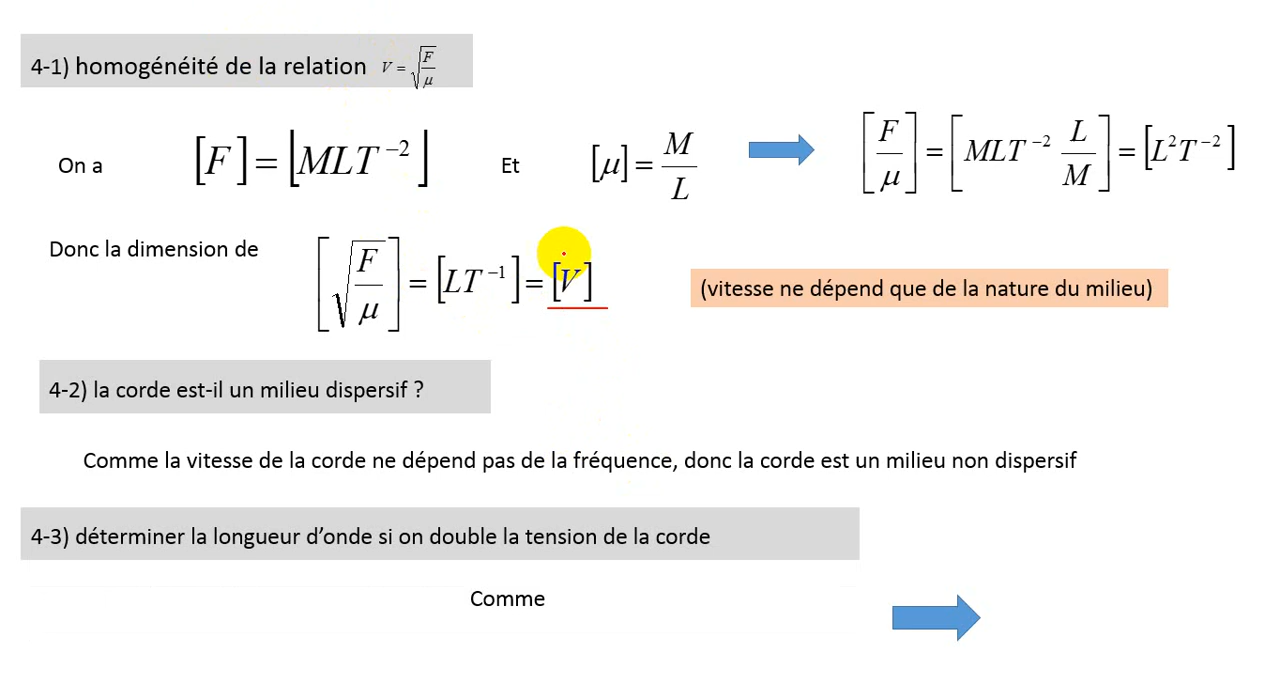 4-1) homogénéité de la relation V = √(F/μ)
On a [F] = ⌊MLT⁻²⌋ Et [μ] = M/L [F/μ] = [MLT⁻² L/M] = [L²T⁻²]
Donc la dimension de [√(F/μ)] = [LT⁻¹] = [V] (vitesse ne dépend que de la nature du milieu)
4-2) la corde est-il un milieu dispersif ?
Comme la vitesse de la corde ne dépend pas de la fréquence, donc la corde est un milieu non dispersif
4-3) déterminer la longueur d’onde si on double la tension de la corde
Comme